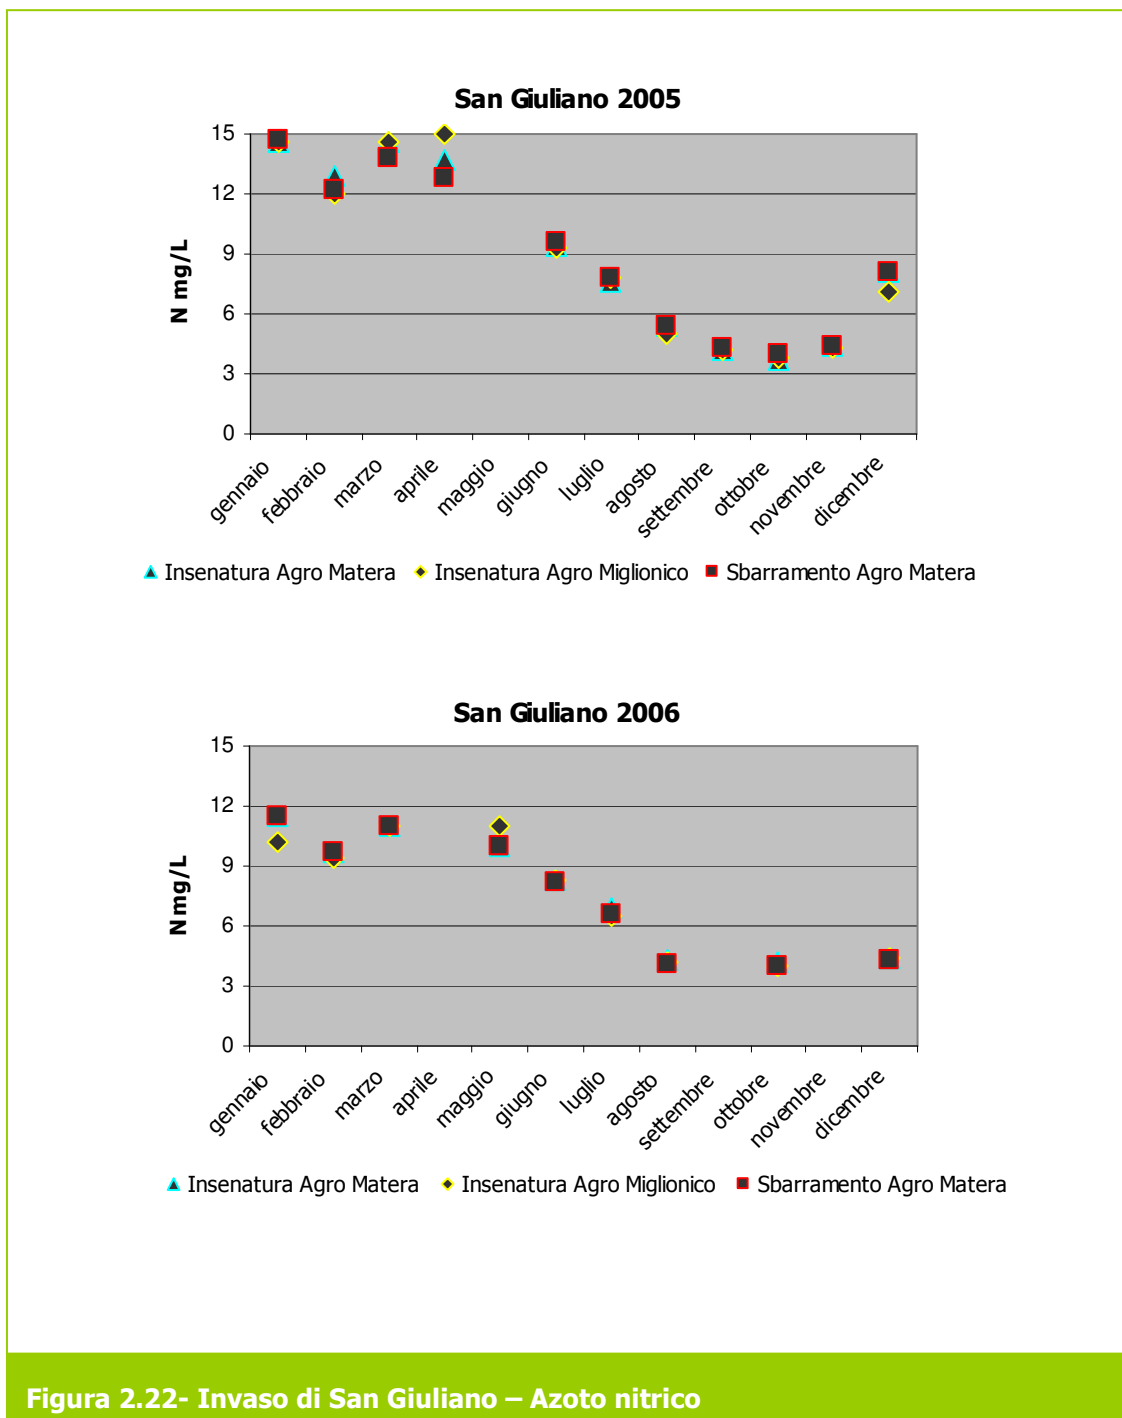 San Giuliano 2005
N mg/L
15
12
9
6
3
0
gennaio
febbraio
marzo
aprile
maggio
giugno
luglio
agosto
settembre
ottobre
novembre
dicembre
Insenatura Agro Matera
Insenatura Agro Miglionico
Sbarramento Agro Matera
San Giuliano 2006
N mg/L
15
12
9
6
3
0
gennaio
febbraio
marzo
aprile
maggio
giugno
luglio
agosto
settembre
ottobre
novembre
dicembre
Insenatura Agro Matera
Insenatura Agro Miglionico
Sbarramento Agro Matera
Figura 2.22- Invaso di San Giuliano – Azoto nitrico